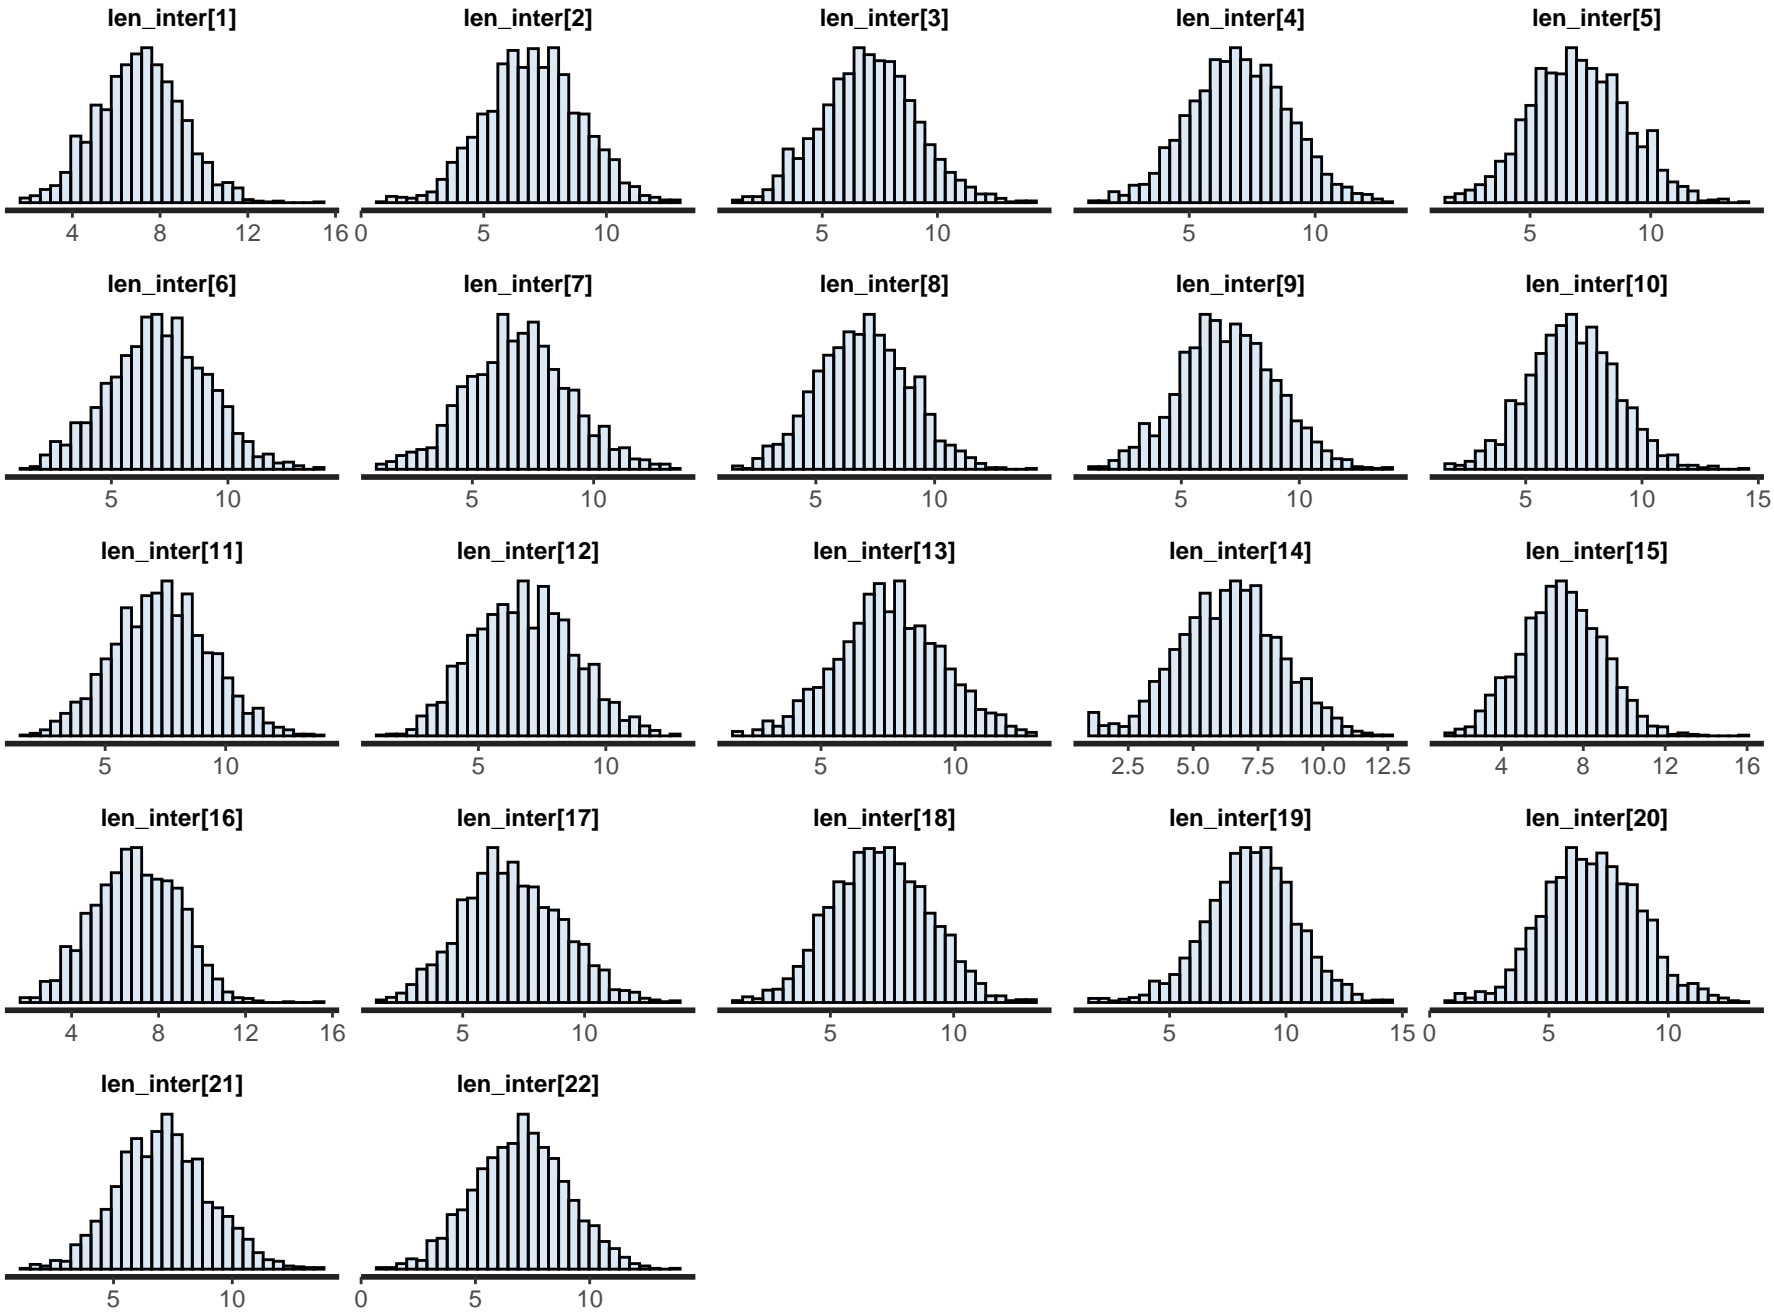 len_inter[1] len_inter[2] len_inter[3] len_inter[4] len_inter[5]
4 8 12 16 0 5 10 5 10 5 10 5 10
len_inter[6] len_inter[7] len_inter[8] len_inter[9] len_inter[10]
5 10 5 10 5 10 5 10 5 10 15
len_inter[11] len_inter[12] len_inter[13] len_inter[14] len_inter[15]
5 10 5 10 5 10 2.5 5.0 7.5 10.0 12.5 4 8 12 16
len_inter[16] len_inter[17] len_inter[18] len_inter[19] len_inter[20]
4 8 12 16 5 10 5 10 5 10 15 0 5 10
len_inter[21] len_inter[22]
5 10 0 5 10